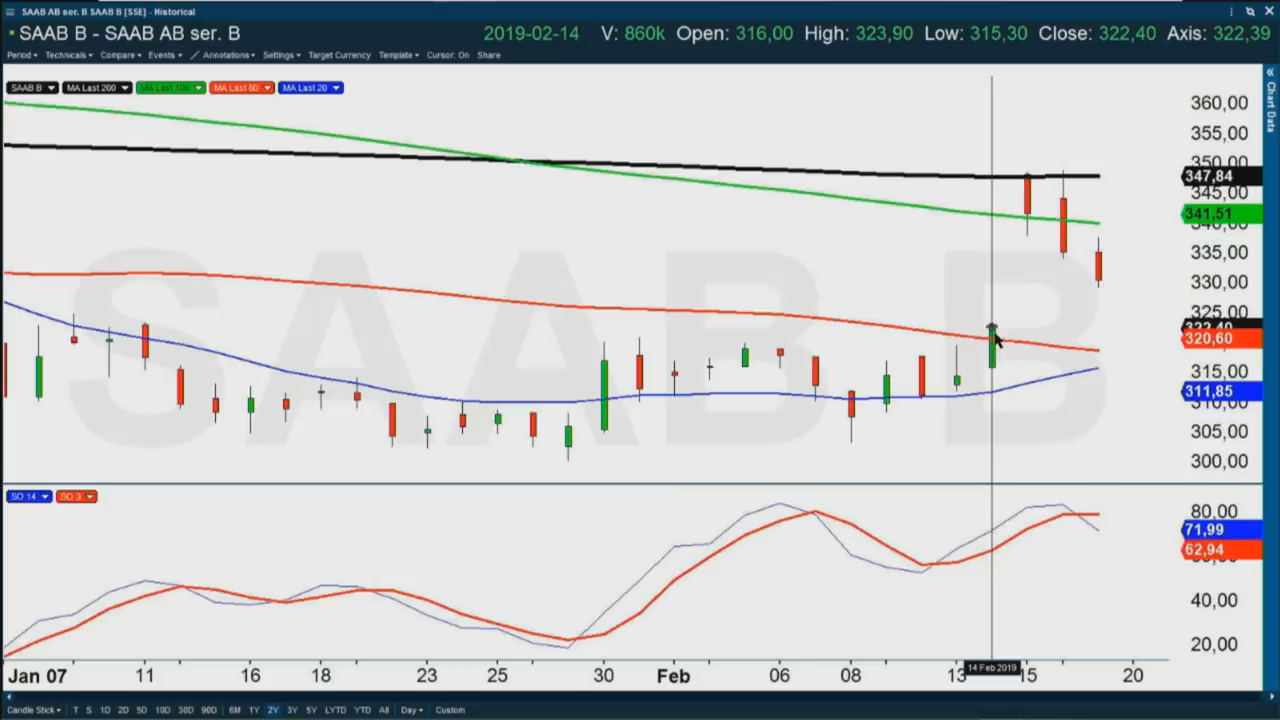 SAAB AB ser. B SAAB B [SSE] - Historical
SAAB B - SAAB AB ser. B 2019-02-14 V: 860k Open: 316,00 High: 323,90 Low: 315,30 Close: 322,40 Axis: 322,39
Period Technicals Compare Events Annotations Settings Target Currency Template Cursor: On Share
Chart Data
SAAB B MA Last 200 MA Last 100 MA Last 50 MA Last 20
SAAB B
360,00
355,00
350,00
347,84
345,00
341,51
340,00
335,00
330,00
325,00
322,40
320,60
315,00
311,85
310,00
305,00
300,00
SO 14 SO 3
80,00
71,99
62,94
60,00
40,00
20,00
Jan 07 11 16 18 23 25 30 Feb 06 08 13 14 Feb 2019 15 20
Candle Stick T S 1D 2D 5D 10D 30D 90D 6M 1Y 2Y 3Y 5Y LYTD YTD All Day Custom